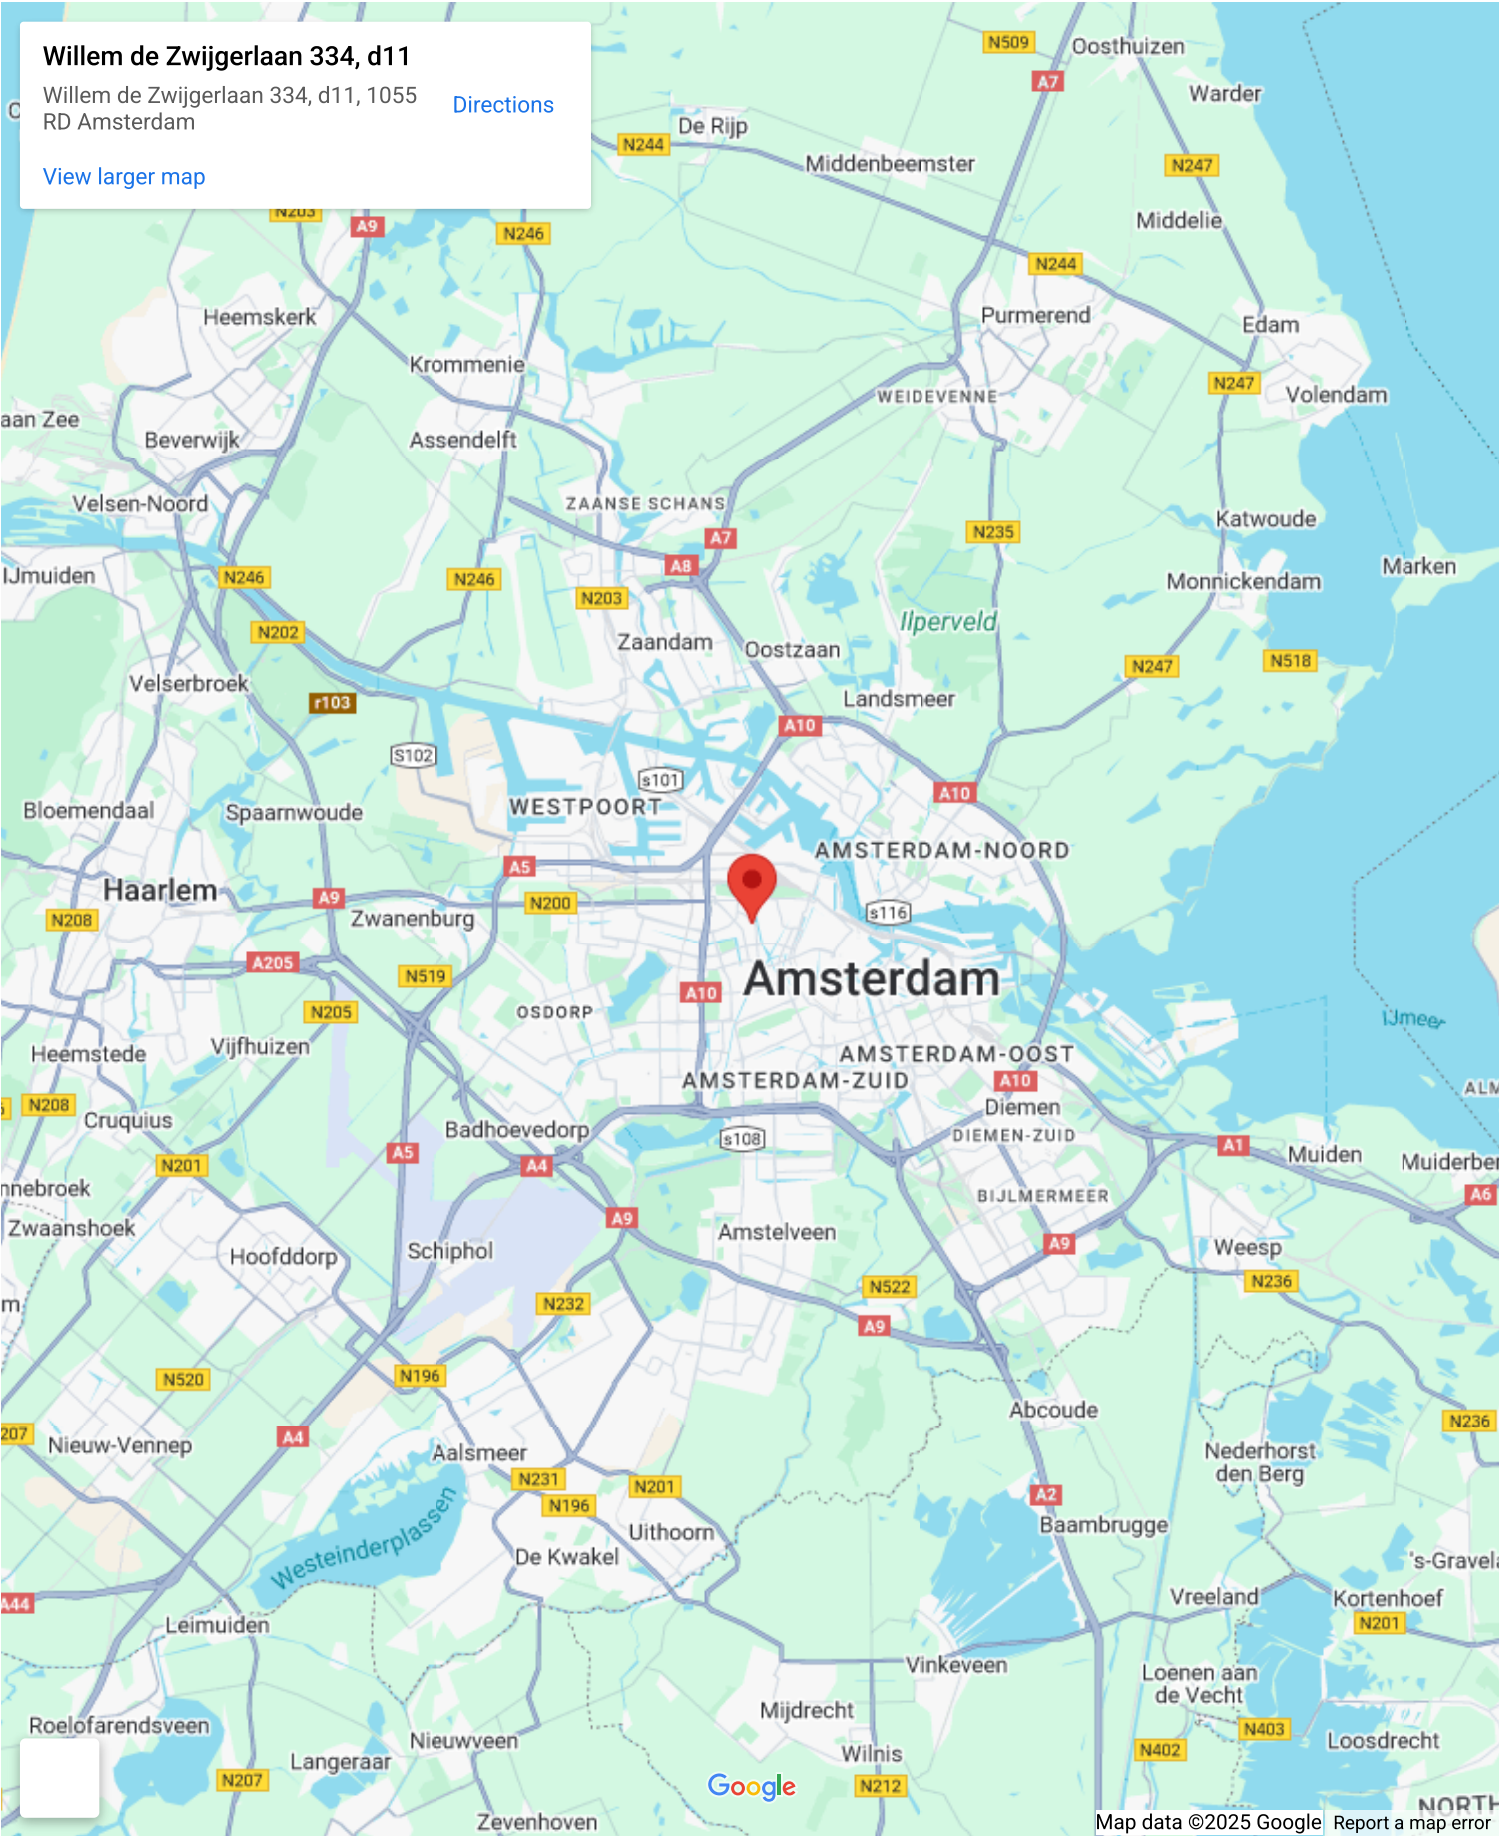 Willem de Zwijgerlaan 334, d11
Willem de Zwijgerlaan 334, d11, 1055
RD Amsterdam
Directions
View larger map
N509
Oosthuizen
A7
Warder
De Rijp
N244
Middenbeemster
N247
N203
A9
N246
Middelie
N244
Heemskerk
Purmerend
Edam
Krommenie
N247
WEIDEVENNE
Volendam
aan Zee
Beverwijk
Assendelft
Velsen-Noord
ZAANSE SCHANS
A7
N235
Katwoude
A8
IJmuiden
N246
N246
N203
Monnickendam
Marken
Ilperveld
N202
Zaandam
Oostzaan
N247
N518
Velserbroek
r103
Landsmeer
A10
S102
s101
A10
Bloemendaal
Spaarnwoude
WESTPOORT
AMSTERDAM-NOORD
A5
Haarlem
A9
N200
N208
Zwanenburg
s116
A205
N519
A10
Amsterdam
N205
OSDORP
IJmeer
Heemstede
Vijfhuizen
AMSTERDAM-OOST
AMSTERDAM-ZUID
A10
ALM
N208
Cruquius
Diemen
Badhoevedorp
s108
DIEMEN-ZUID
A5
A4
A1
Muiden
Muiderber
N201
nnebroek
BIJLMERMEER
A6
Zwaanshoek
A9
Amstelveen
Hoofddorp
Schiphol
A9
Weesp
N522
N236
m
N232
A9
N520
N196
Abcoude
207
A4
N236
Nieuw-Vennep
Aalsmeer
Nederhorst
den Berg
N231
N201
A2
N196
Westeinderplassen
Uithoorn
Baambrugge
De Kwakel
's-Gravela
A44
Vreeland
Kortenhoef
Leimuiden
N201
Vinkeveen
Loenen aan
de Vecht
Mijdrecht
Roelofarendsveen
Nieuwveen
N403
Loosdrecht
Langeraar
Wilnis
N402
N207
Google
N212
Zevenhoven
NORTH
Map data ©2025 Google
Report a map error